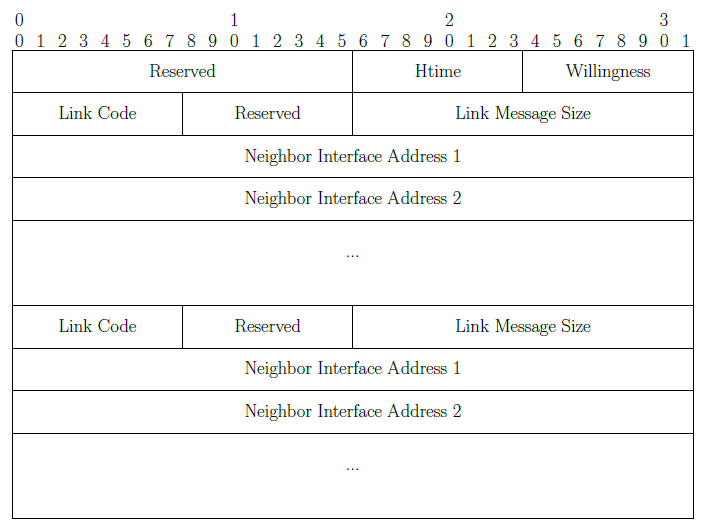 0 1 2 3
0 1 2 3 4 5 6 7 8 9 0 1 2 3 4 5 6 7 8 9 0 1 2 3 4 5 6 7 8 9 0 1
Reserved Htime Willingness
Link Code Reserved Link Message Size
Neighbor Interface Address 1
Neighbor Interface Address 2
...
Link Code Reserved Link Message Size
Neighbor Interface Address 1
Neighbor Interface Address 2
...